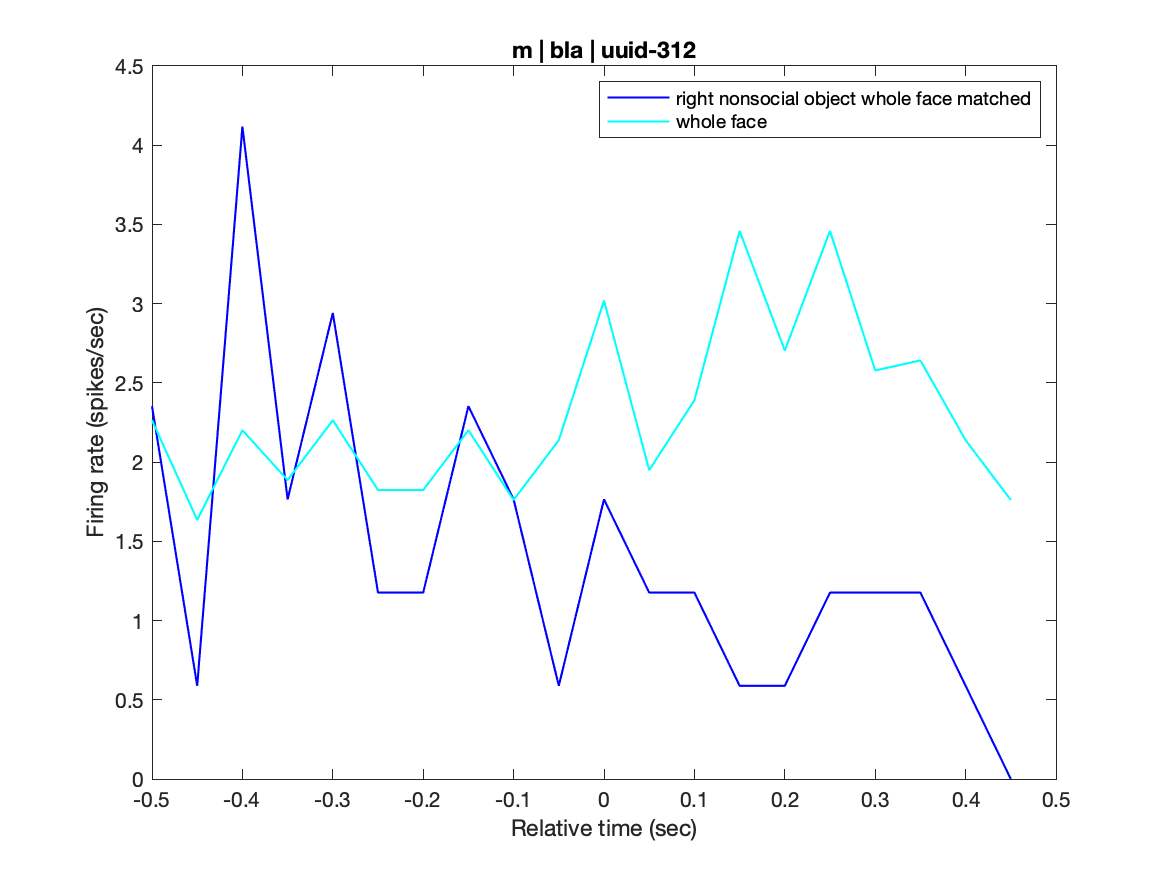 m | bla | uuid-312
right nonsocial object whole face matched
whole face
Firing rate (spikes/sec)
4.5
4
3.5
3
2.5
2
1.5
1
0.5
0
-0.5 -0.4 -0.3 -0.2 -0.1 0 0.1 0.2 0.3 0.4 0.5
Relative time (sec)